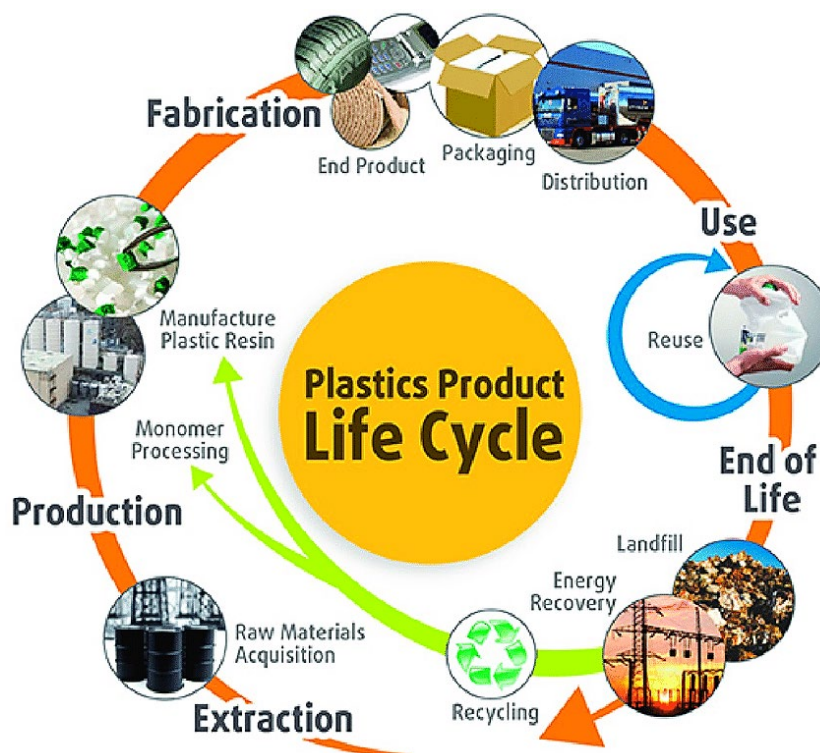 Fabrication
End Product
Packaging
Distribution
Use
Reuse
Manufacture
Plastic Resin
Plastics Product
Life Cycle
Monomer
Processing
End of
Life
Production
Landfill
Energy
Recovery
Raw Materials
Acquisition
Recycling
Extraction